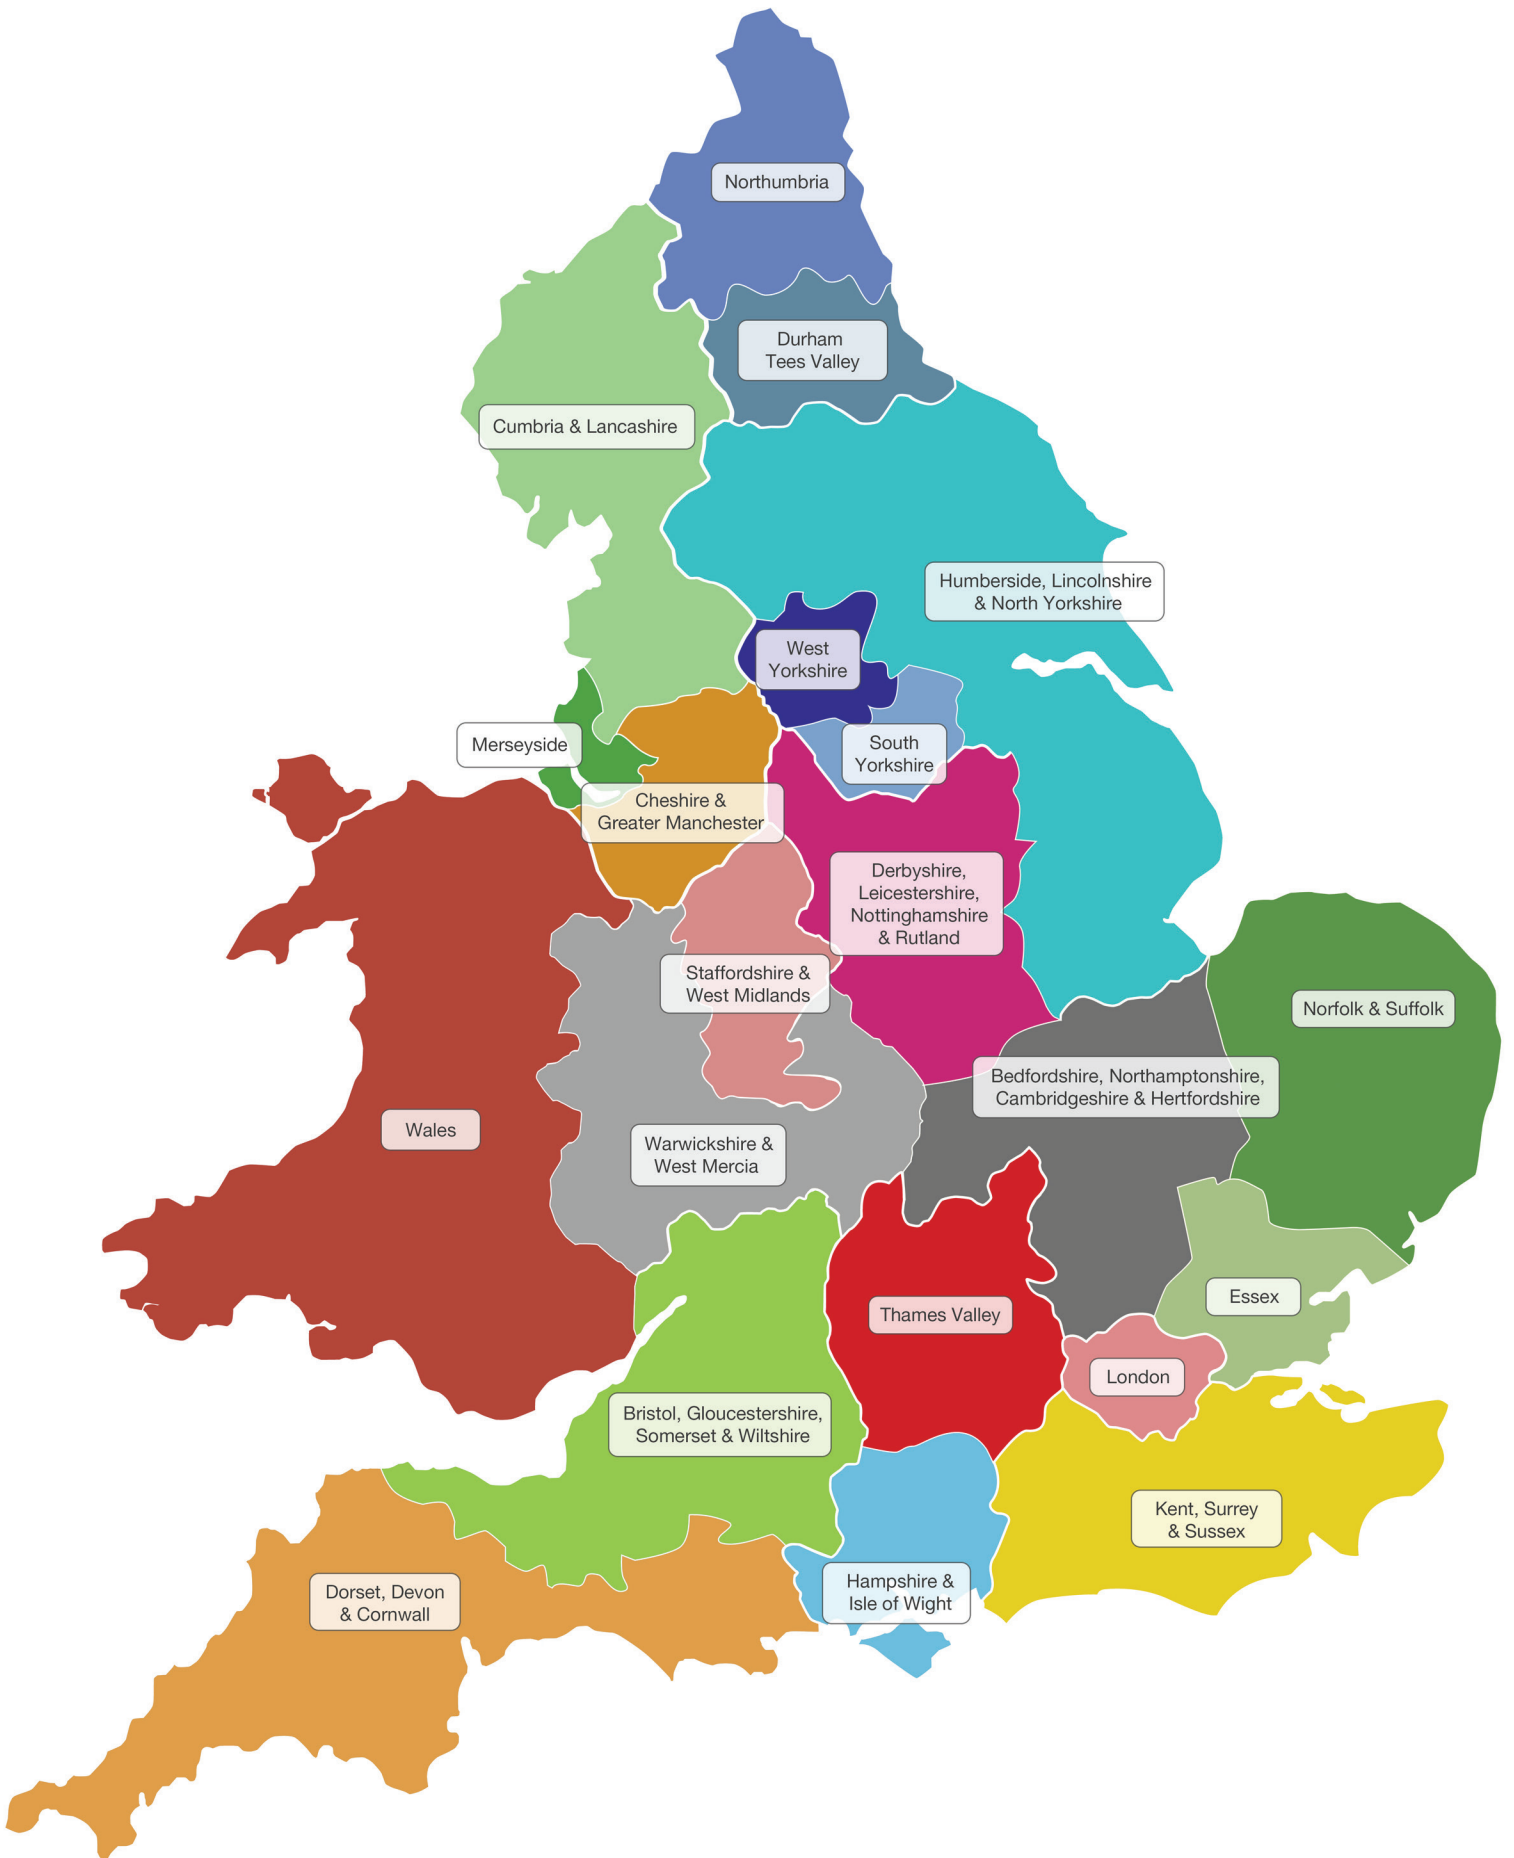 Northumbria
Durham
Tees Valley
Cumbria & Lancashire
Humberside, Lincolnshire
& North Yorkshire
West
Yorkshire
Merseyside
South
Yorkshire
Cheshire &
Greater Manchester
Derbyshire,
Leicestershire,
Nottinghamshire
& Rutland
Staffordshire &
West Midlands
Norfolk & Suffolk
Bedfordshire, Northamptonshire,
Cambridgeshire & Hertfordshire
Wales
Warwickshire &
West Mercia
Essex
Thames Valley
London
Bristol, Gloucestershire,
Somerset & Wiltshire
Kent, Surrey
& Sussex
Dorset, Devon
& Cornwall
Hampshire &
Isle of Wight